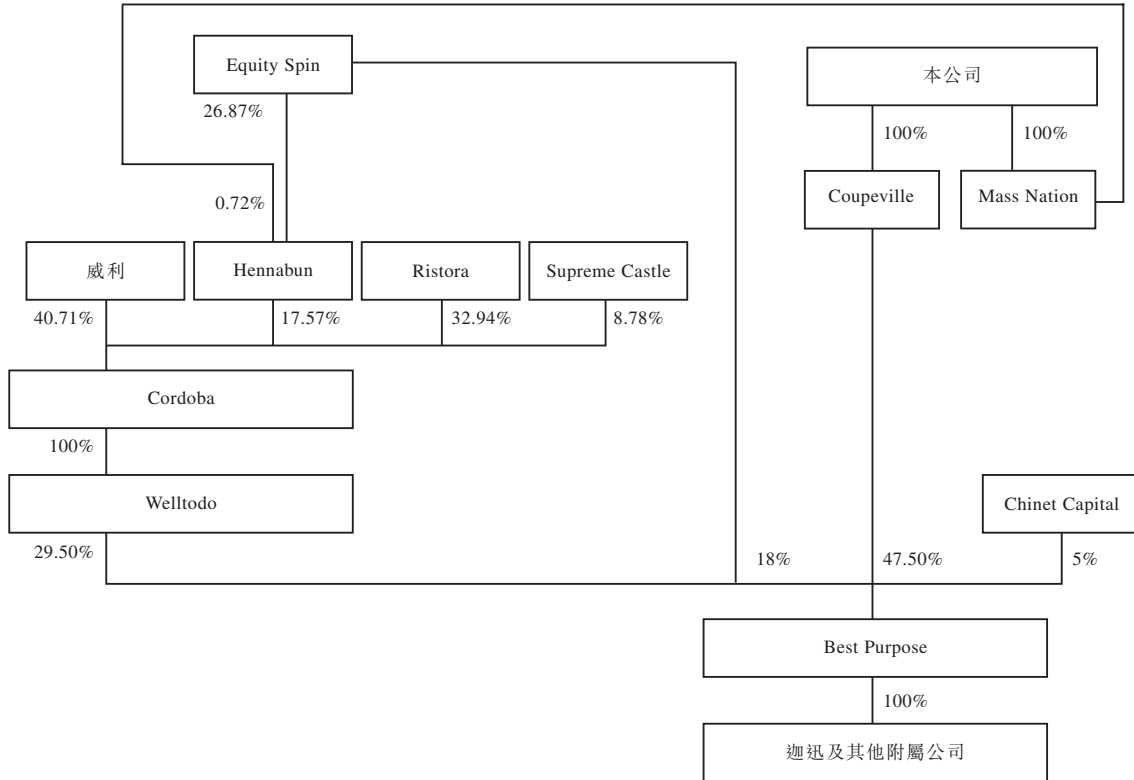 Equity Spin
本公司
26.87%
100%
100%
Coupeville
Mass Nation
0.72%
威利
Hennabun
Ristora
Supreme Castle
40.71%
17.57%
32.94%
8.78%
Cordoba
100%
Welltodo
Chinet Capital
29.50%
18%
47.50%
5%
Best Purpose
100%
迦迅及其他附屬公司